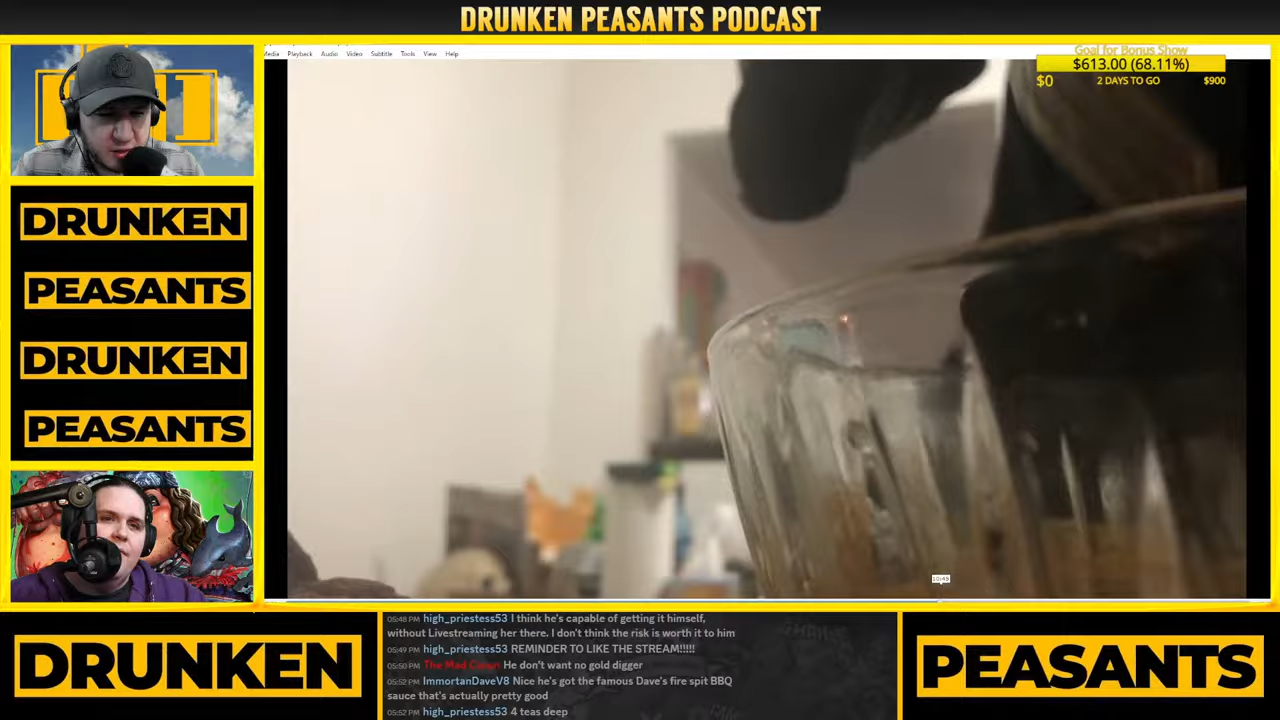 DRUNKEN PEASANTS PODCAST
Media Playback Audio Video Subtitle Tools View Help
Goal for Bonus Show
$613.00 (68.11%)
$0 2 DAYS TO GO $900
DRUNKEN
PEASANTS
DRUNKEN
PEASANTS
10:49
DRUNKEN
05:48 PM high_priestess53 I think he's capable of getting it himself,
without Livestreaming her there. I don't think the risk is worth it to him
05:49 PM high_priestess53 REMINDER TO LIKE THE STREAM!!!!!
05:50 PM The Mad Clown He don't want no gold digger
05:52 PM ImmortanDaveV8 Nice he's got the famous Dave's fire spit BBQ
sauce that's actually pretty good
05:52 PM high_priestess53 4 teas deep
PEASANTS